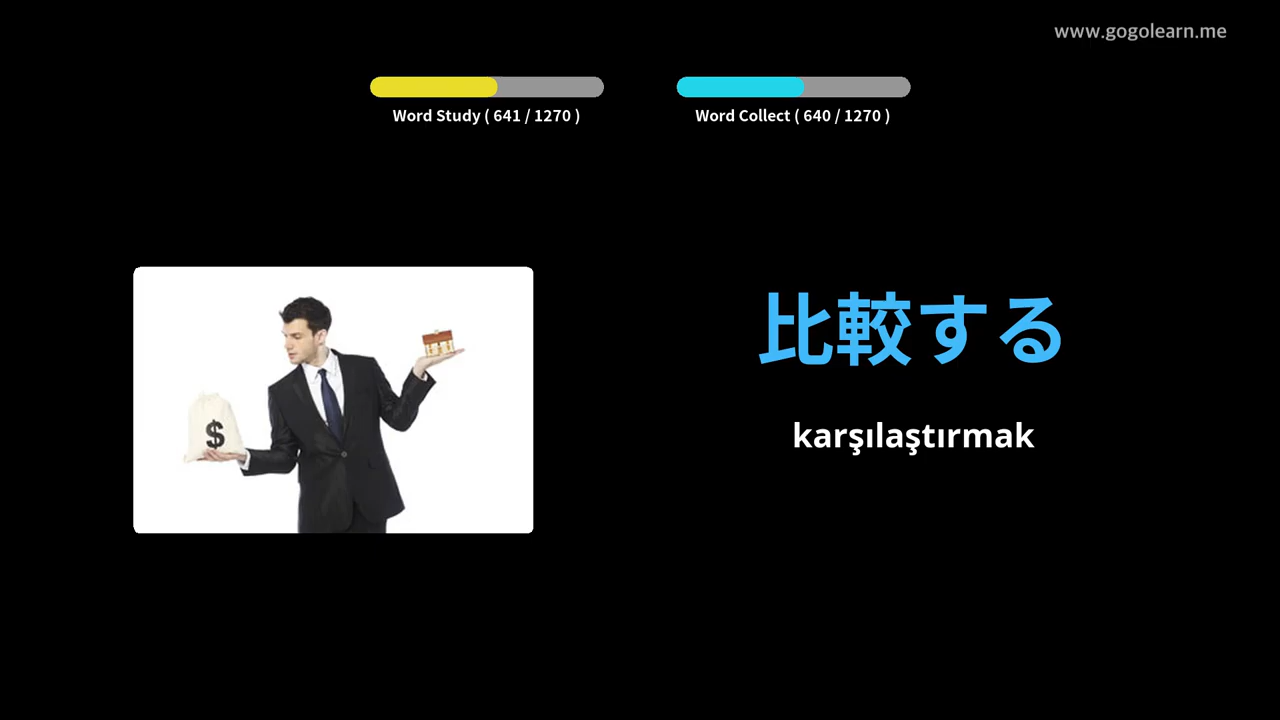 www.gogolearn.me
Word Study ( 641 / 1270 )
Word Collect ( 640 / 1270 )
$
比較する
karşılaştırmak